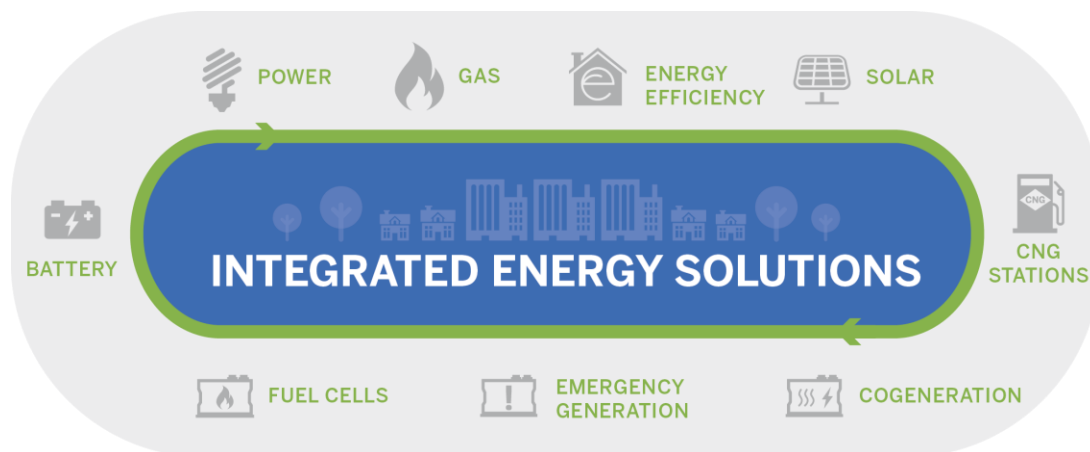 POWER
GAS
ENERGY
EFFICIENCY
SOLAR
BATTERY
INTEGRATED ENERGY SOLUTIONS
CNG
CNG
STATIONS
FUEL CELLS
EMERGENCY
GENERATION
COGENERATION